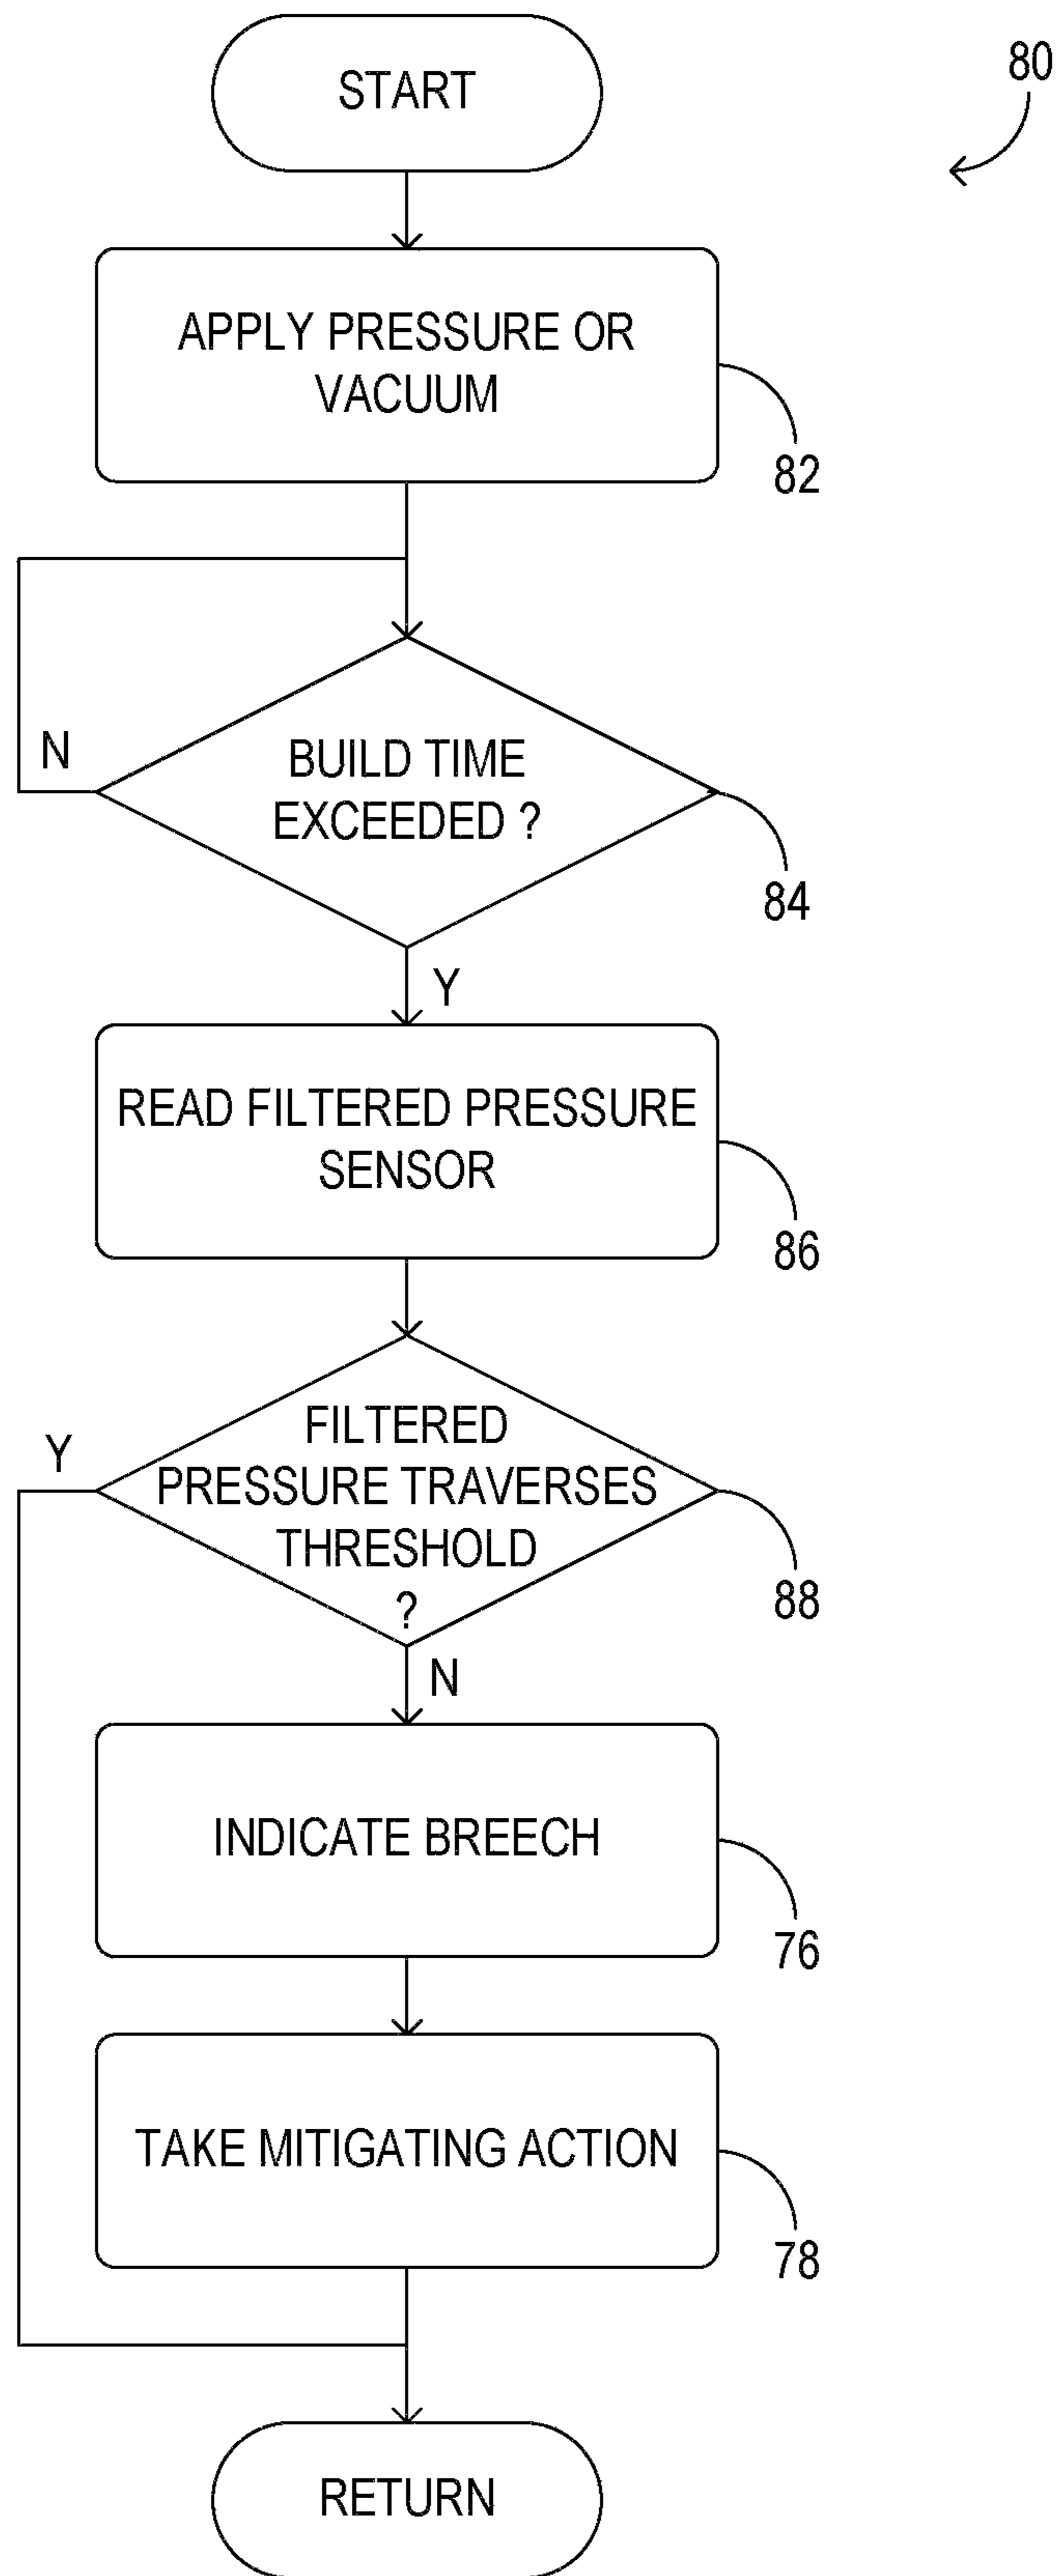 START
80
APPLY PRESSURE OR
VACUUM
82
N
BUILD TIME
EXCEEDED ?
84
Y
READ FILTERED PRESSURE
SENSOR
86
Y
FILTERED
PRESSURE TRAVERSES
THRESHOLD
?
88
N
INDICATE BREECH
76
TAKE MITIGATING ACTION
78
RETURN